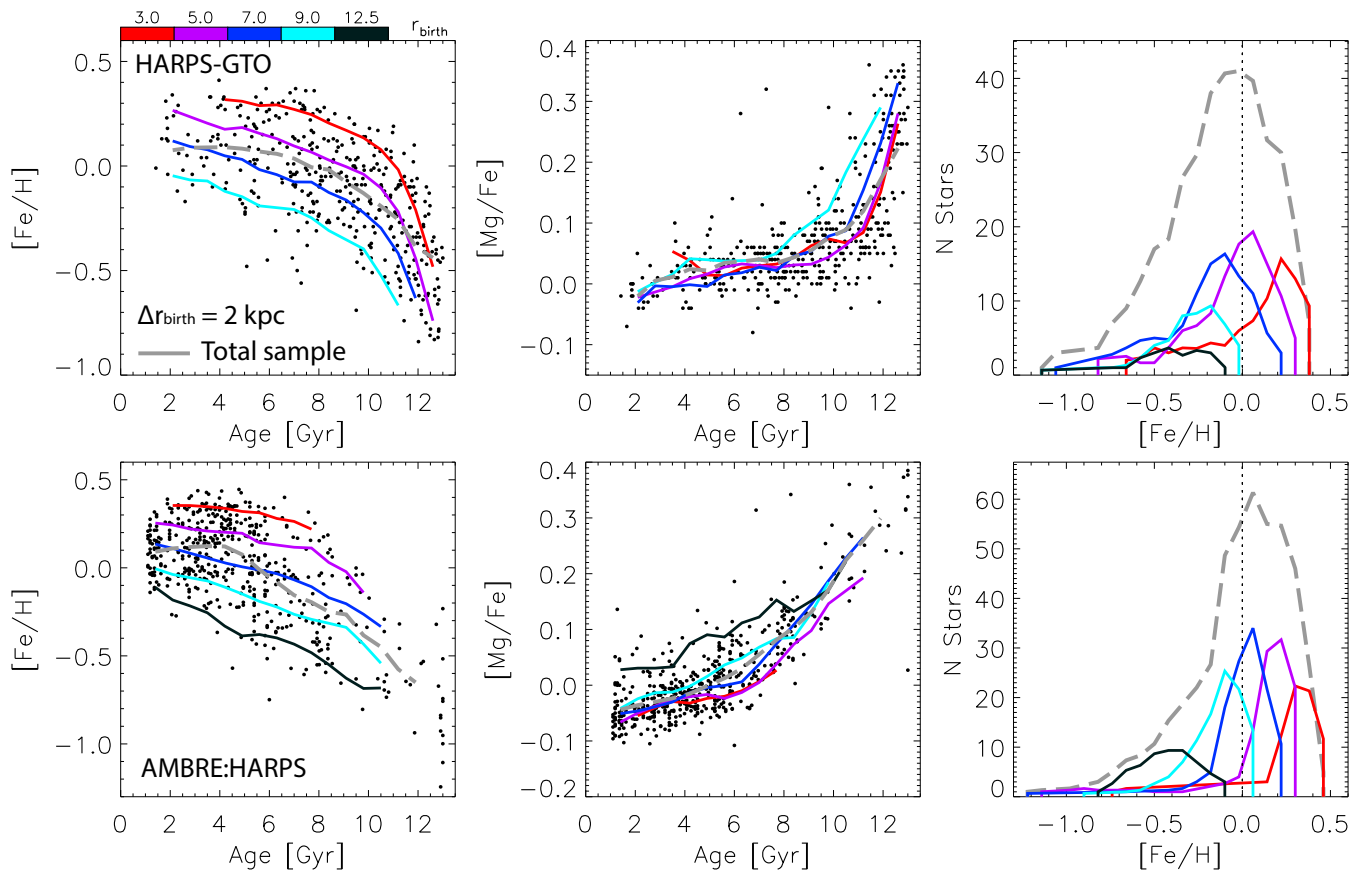 3.0 5.0 7.0 9.0 12.5 r_birth
HARPS-GTO
Δr_birth = 2 kpc
Total sample
[Fe/H]
0.5
0.0
−0.5
−1.0
0 2 4 6 8 10 12
Age [Gyr]
[Mg/Fe]
0.4
0.3
0.2
0.1
0.0
−0.1
0 2 4 6 8 10 12
Age [Gyr]
N Stars
40
30
20
10
0
−1.0 −0.5 0.0 0.5
[Fe/H]
AMBRE:HARPS
[Fe/H]
0.5
0.0
−0.5
−1.0
0 2 4 6 8 10 12
Age [Gyr]
[Mg/Fe]
0.4
0.3
0.2
0.1
0.0
−0.1
−0.2
0 2 4 6 8 10 12
Age [Gyr]
N Stars
60
50
40
30
20
10
0
−1.0 −0.5 0.0 0.5
[Fe/H]